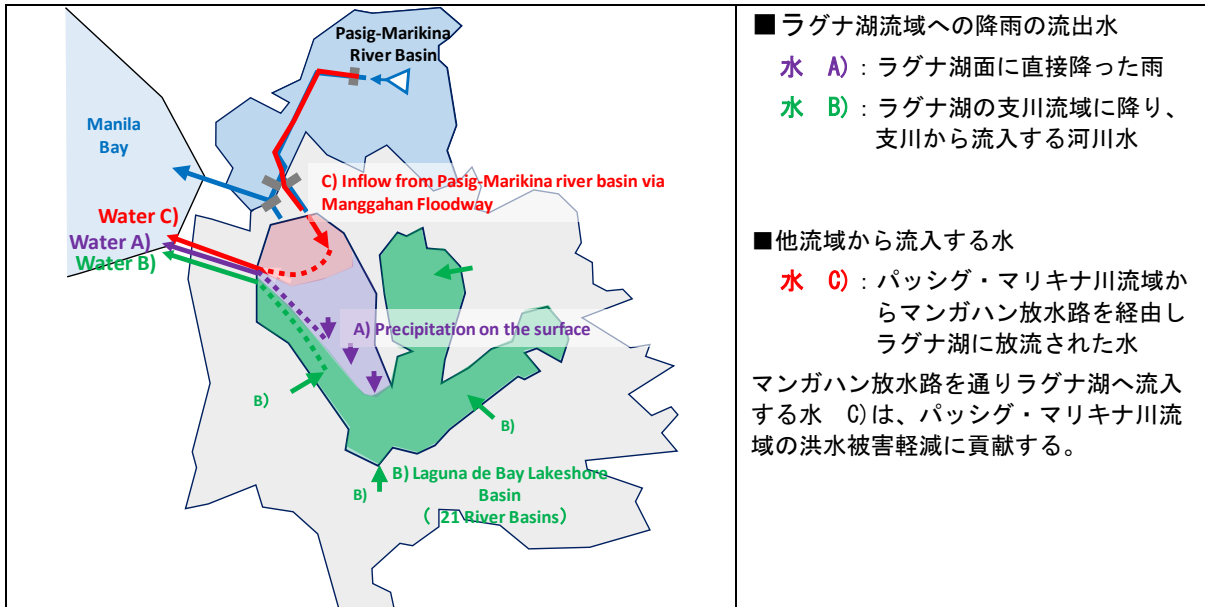 Pasig-Marikina
River Basin
Manila
Bay
C) Inflow from Pasig-Marikina river basin via
Manggahan Floodway
Water C)
Water A)
Water B)
A) Precipitation on the surface
B)
B)
B)
B) Laguna de Bay Lakeshore
Basin
( 21 River Basins)
■ラグナ湖流域への降雨の流出水
水 A)：ラグナ湖面に直接降った雨
水 B)：ラグナ湖の支川流域に降り、
支川から流入する河川水
■他流域から流入する水
水 C)：パッシグ・マリキナ川流域か
らマンガハン放水路を経由し
ラグナ湖に放流された水
マンガハン放水路を通りラグナ湖へ流入
する水 C)は、パッシグ・マリキナ川流
域の洪水被害軽減に貢献する。